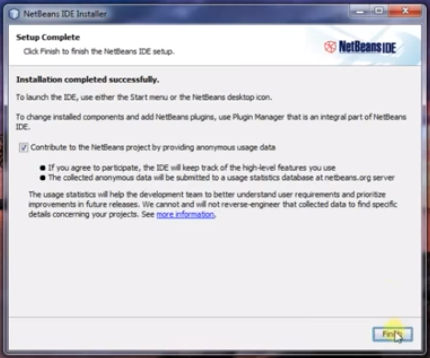 NetBeans IDE Installer
Setup Complete
Click Finish to finish the NetBeans IDE setup.
NetBeans IDE
Installation completed successfully.
To launch the IDE, use either the Start menu or the NetBeans desktop icon.
To change installed components and add NetBeans plugins, use Plugin Manager that is an integral part of NetBeans
IDE.
Contribute to the NetBeans project by providing anonymous usage data
● If you agree to participate, the IDE will keep track of the high-level features you use
● The collected anonymous data will be submitted to a usage statistics database at netbeans.org server
The usage statistics will help the development team to better understand user requirements and prioritize
improvements in future releases. We cannot and will not reverse-engineer that collected data to find specific
details concerning your projects. See more information.
Finish